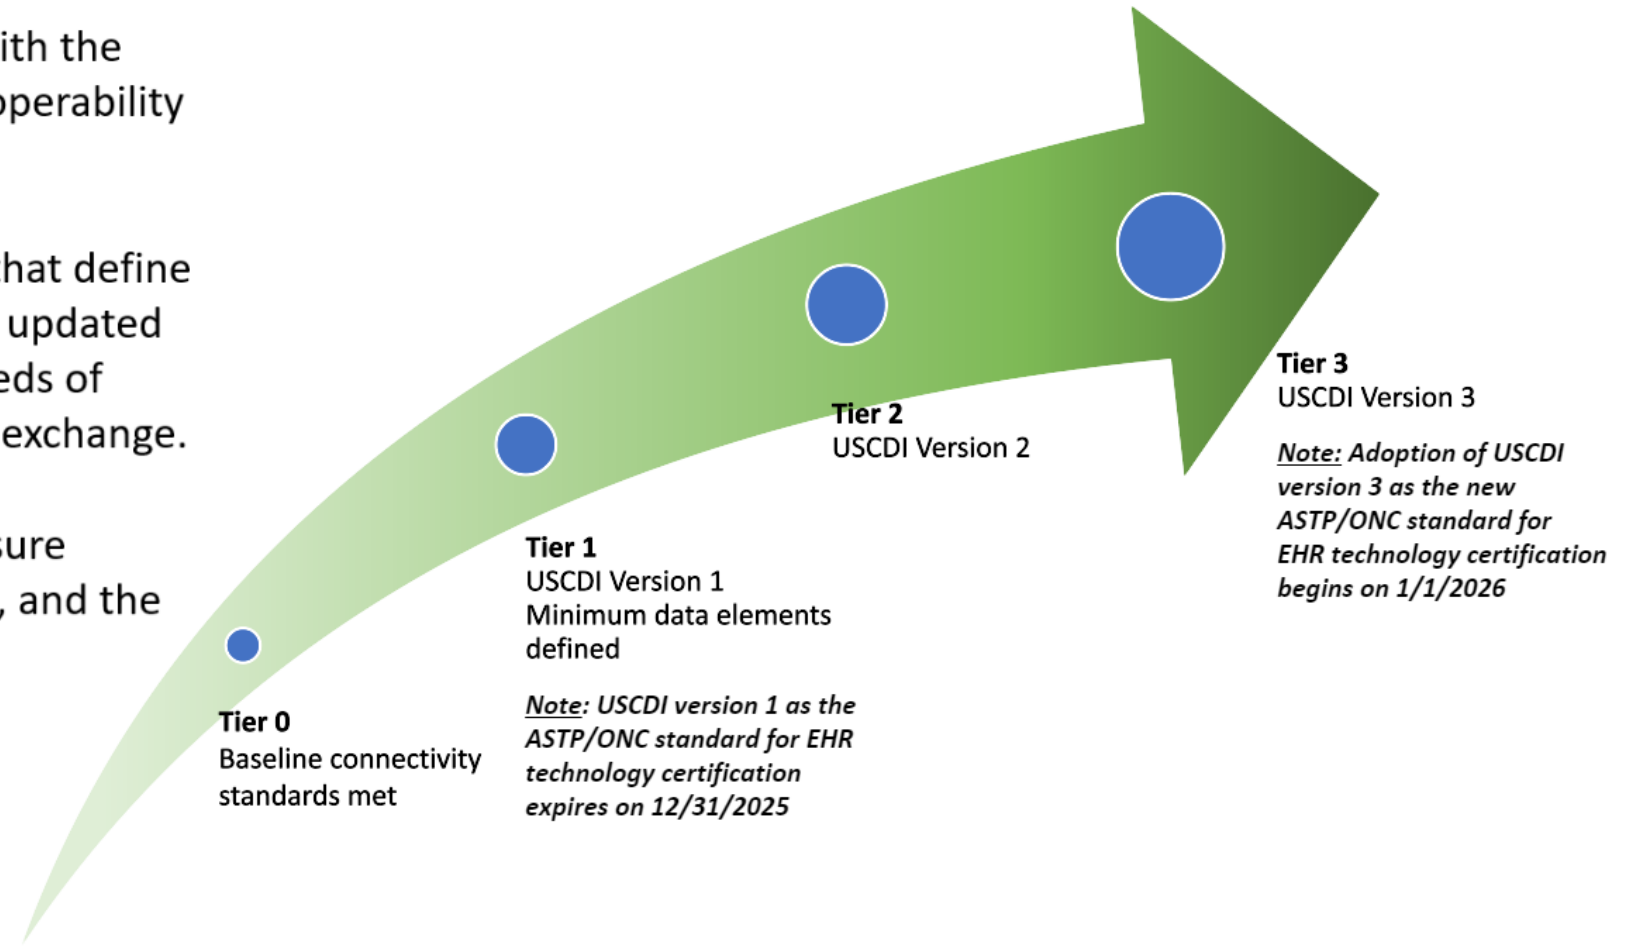 ith the
operability
that define
updated
eds of
exchange.
sure
, and the
Tier 0
Baseline connectivity
standards met
Tier 1
USCDI Version 1
Minimum data elements
defined
Note: USCDI version 1 as the
ASTP/ONC standard for EHR
technology certification
expires on 12/31/2025
Tier 2
USCDI Version 2
Tier 3
USCDI Version 3
Note: Adoption of USCDI
version 3 as the new
ASTP/ONC standard for
EHR technology certification
begins on 1/1/2026